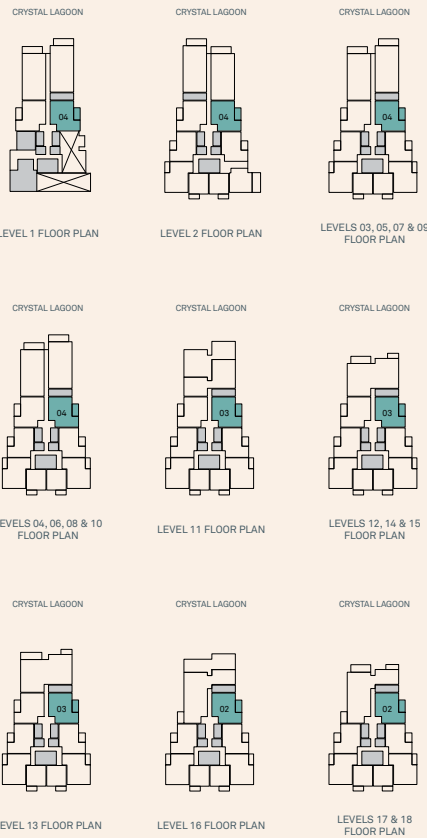 CRYSTAL LAGOON
CRYSTAL LAGOON
CRYSTAL LAGOON
04
04
04
LEVEL 1 FLOOR PLAN
LEVEL 2 FLOOR PLAN
LEVELS 03, 05, 07 & 09
FLOOR PLAN
CRYSTAL LAGOON
CRYSTAL LAGOON
CRYSTAL LAGOON
04
03
03
LEVELS 04, 06, 08 & 10
FLOOR PLAN
LEVEL 11 FLOOR PLAN
LEVELS 12, 14 & 15
FLOOR PLAN
CRYSTAL LAGOON
CRYSTAL LAGOON
CRYSTAL LAGOON
03
02
02
LEVEL 13 FLOOR PLAN
LEVEL 16 FLOOR PLAN
LEVELS 17 & 18
FLOOR PLAN